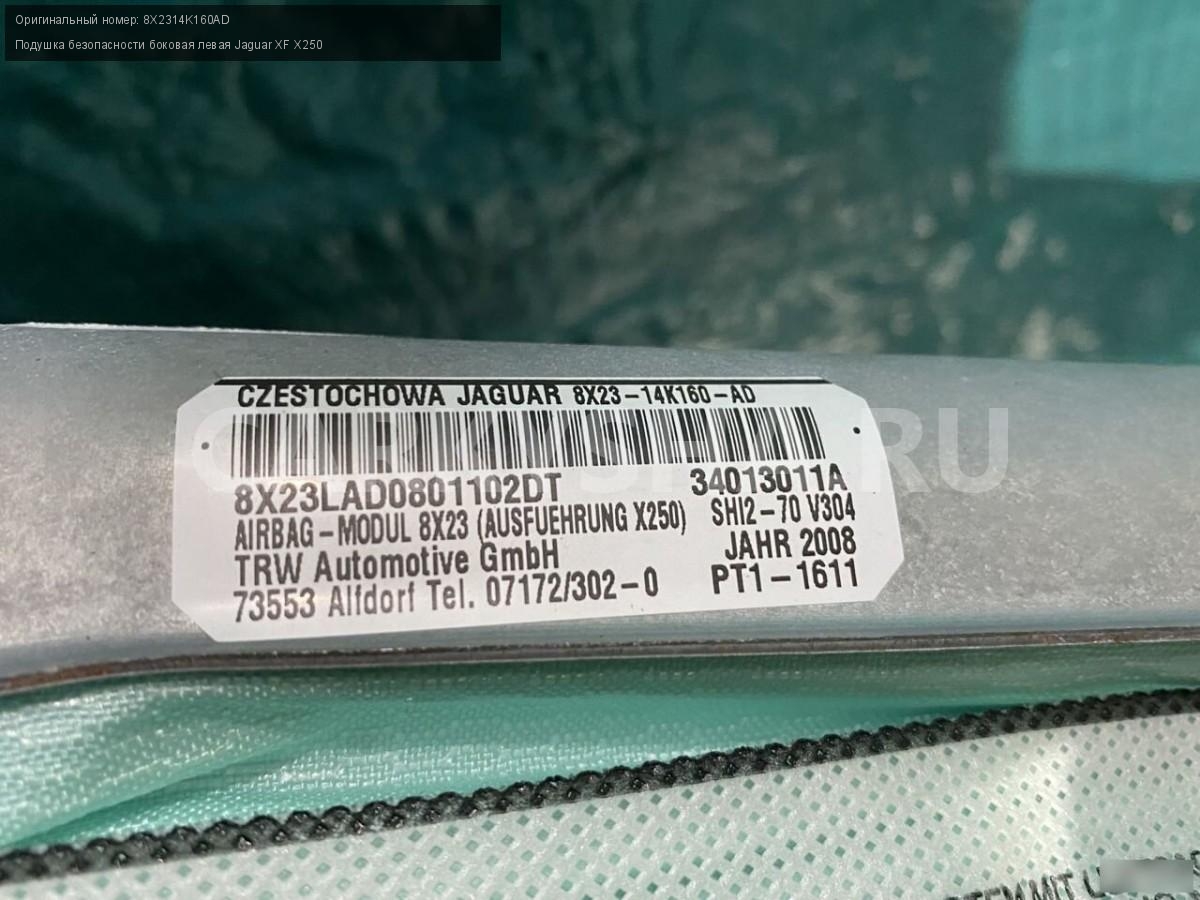 Оригинальный номер: 8X2314K160AD
Подушка безопасности боковая левая Jaguar XF X250
CZESTOCHOWA JAGUAR 8X23-14K160-AD
8X23LAD0801102DT 34013011A
AIRBAG-MODUL 8X23 (AUSFUEHRUNG X250) SHI2-70 V304
TRW Automotive GmbH JAHR 2008
73553 Alfdorf Tel. 07172/302-0 PT1-1611
MIT